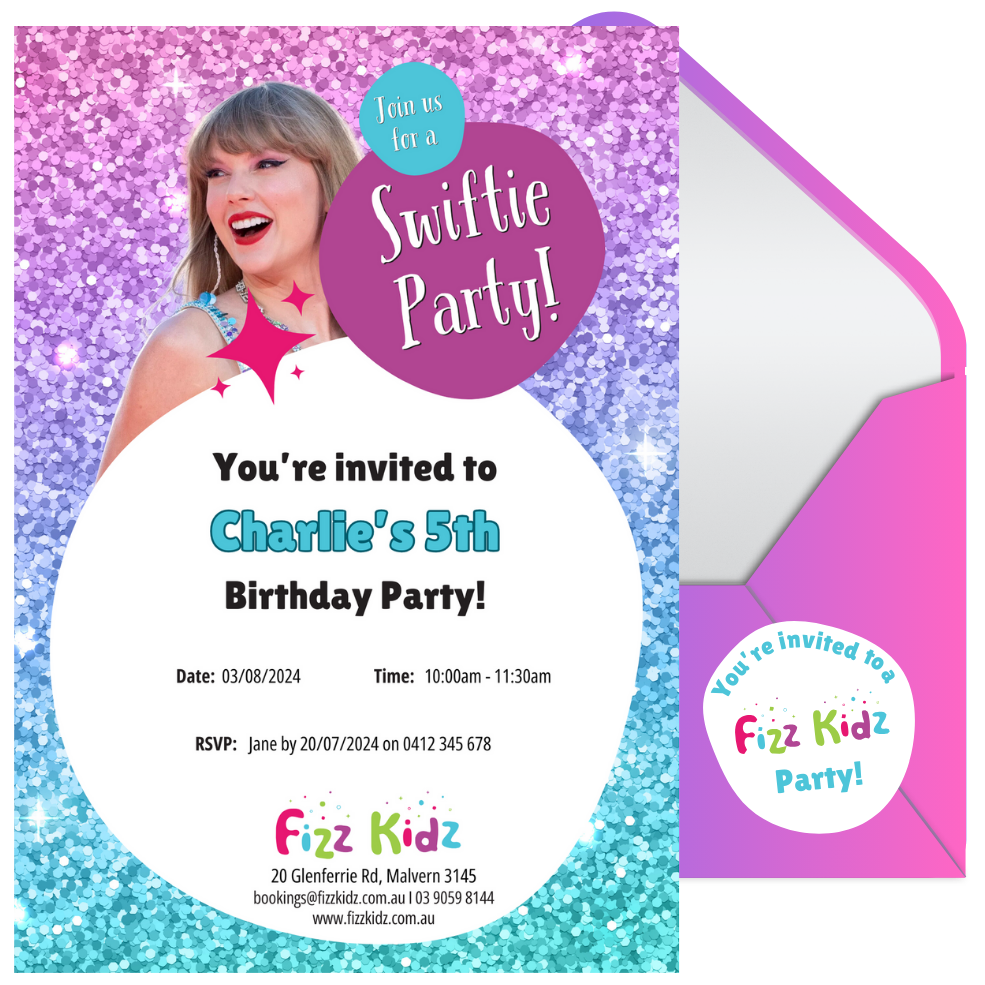 Join us
for a
Swiftie
Party!
You're invited to
Charlie's 5th
Birthday Party!
Date: 03/08/2024 Time: 10:00am - 11:30am
RSVP: Jane by 20/07/2024 on 0412 345 678
Fizz Kidz
20 Glenferrie Rd, Malvern 3145
bookings@fizzkidz.com.au | 03 9059 8144
www.fizzkidz.com.au
You're invited to a
Fizz Kidz
Party!